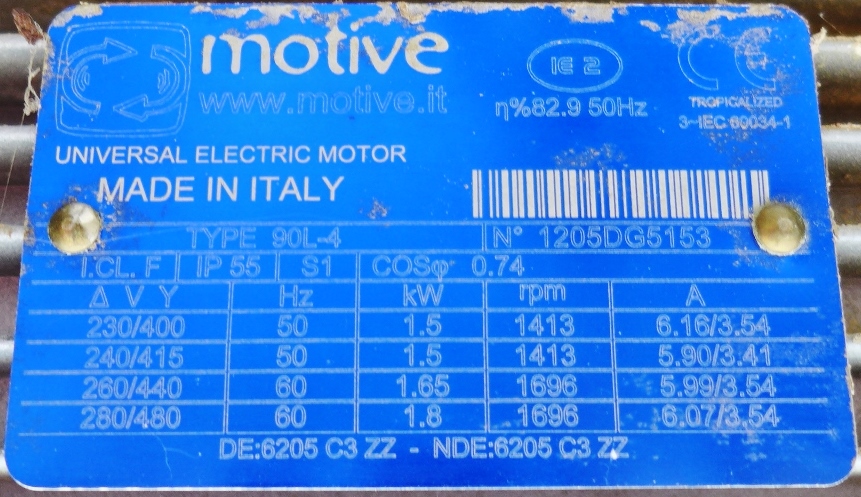 motive
www.motive.it
IE 2
CE
η%82.9 50Hz
TROPICALIZED
3~IEC 60034-1
UNIVERSAL ELECTRIC MOTOR
MADE IN ITALY
TYPE 90L-4 N° 1205DG5153
I.CL. F IP 55 S1 COSφ 0.74
Δ V Y Hz kW rpm A
230/400 50 1.5 1413 6.16/3.54
240/415 50 1.5 1413 5.90/3.41
260/440 60 1.65 1696 5.99/3.54
280/480 60 1.8 1696 6.07/3.54
DE:6205 C3 ZZ - NDE:6205 C3 ZZ